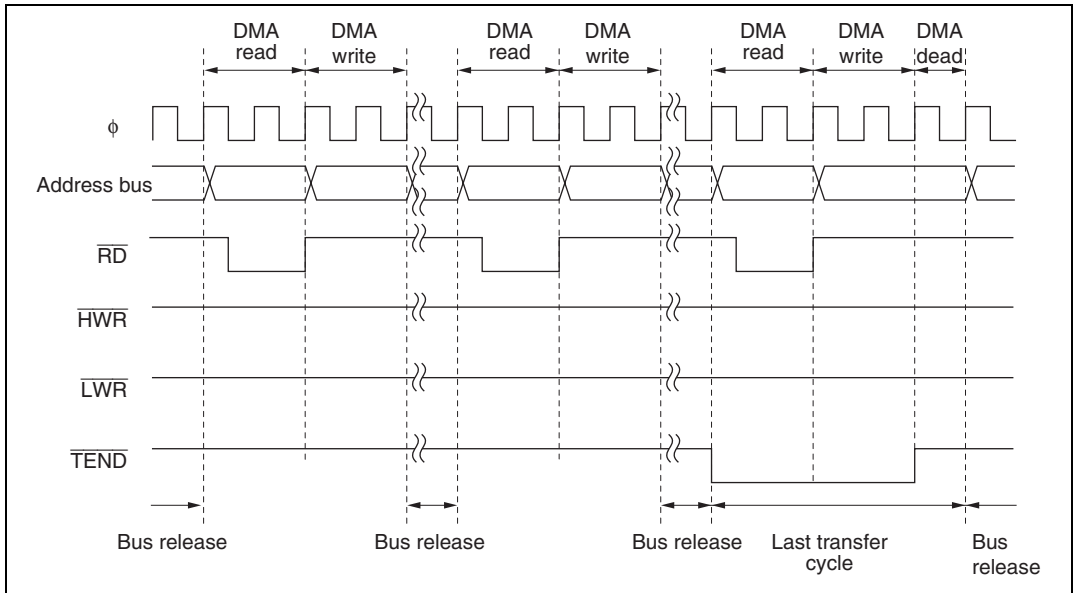 DMA read DMA write DMA read DMA write DMA read DMA write DMA dead
ϕ
Address bus
RD
HWR
LWR
TEND
Bus release Bus release Bus release Last transfer cycle Bus release